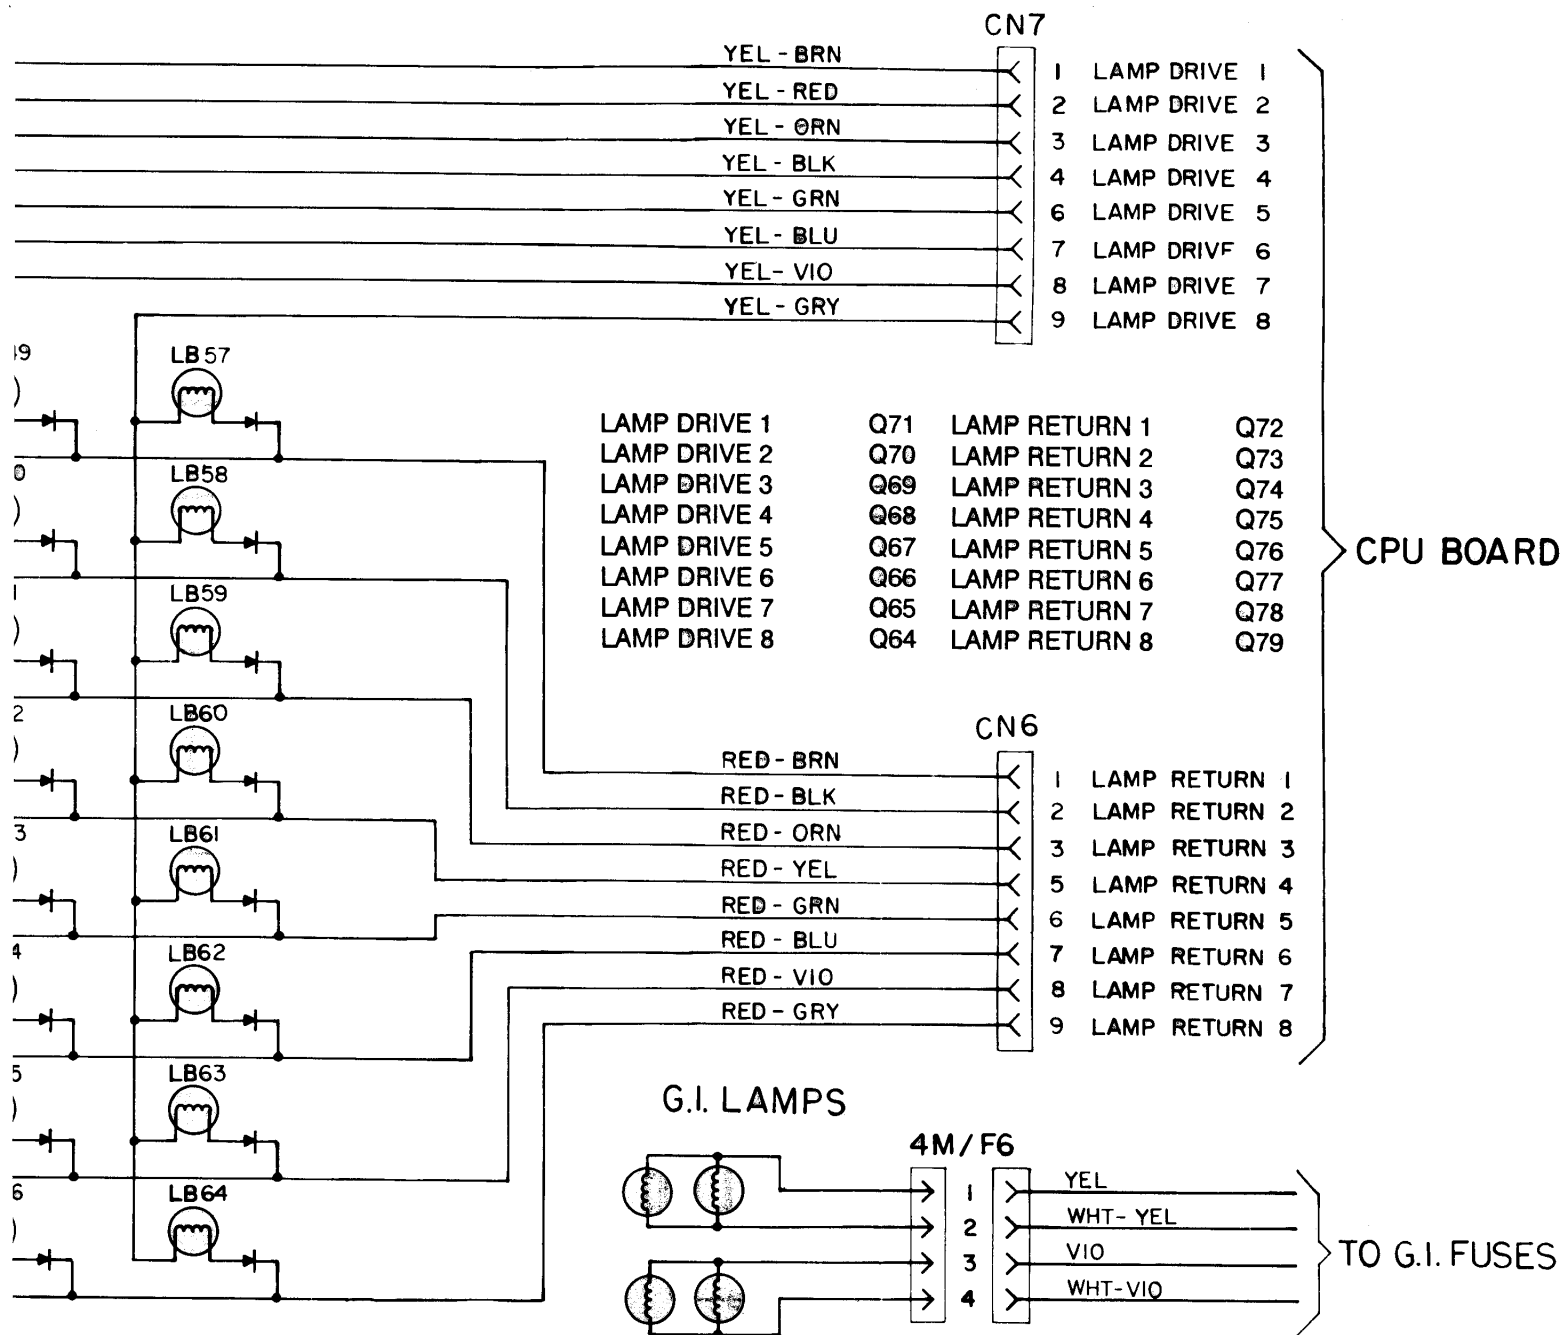 CN7
YEL - BRN 1 LAMP DRIVE 1
YEL - RED 2 LAMP DRIVE 2
YEL - ORN 3 LAMP DRIVE 3
YEL - BLK 4 LAMP DRIVE 4
YEL - GRN 6 LAMP DRIVE 5
YEL - BLU 7 LAMP DRIVE 6
YEL- VIO 8 LAMP DRIVE 7
YEL - GRY 9 LAMP DRIVE 8
LB57
LB58
LB59
LB60
LB61
LB62
LB63
LB64
LAMP DRIVE 1 Q71 LAMP RETURN 1 Q72
LAMP DRIVE 2 Q70 LAMP RETURN 2 Q73
LAMP DRIVE 3 Q69 LAMP RETURN 3 Q74
LAMP DRIVE 4 Q68 LAMP RETURN 4 Q75
LAMP DRIVE 5 Q67 LAMP RETURN 5 Q76
LAMP DRIVE 6 Q66 LAMP RETURN 6 Q77
LAMP DRIVE 7 Q65 LAMP RETURN 7 Q78
LAMP DRIVE 8 Q64 LAMP RETURN 8 Q79
CPU BOARD
CN6
RED - BRN 1 LAMP RETURN 1
RED - BLK 2 LAMP RETURN 2
RED - ORN 3 LAMP RETURN 3
RED - YEL 5 LAMP RETURN 4
RED - GRN 6 LAMP RETURN 5
RED - BLU 7 LAMP RETURN 6
RED - VIO 8 LAMP RETURN 7
RED - GRY 9 LAMP RETURN 8
G.I. LAMPS
4M/F6
1 YEL
2 WHT- YEL
3 VIO
4 WHT-VIO
TO G.I. FUSES